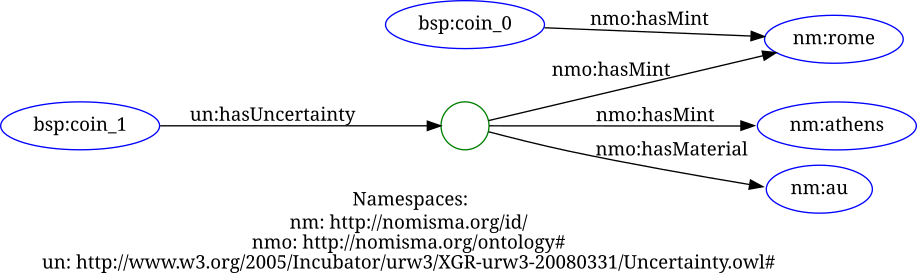 bsp:coin_0
nmo:hasMint
nm:rome
nmo:hasMint
bsp:coin_1
un:hasUncertainty
nmo:hasMint
nm:athens
nmo:hasMaterial
nm:au
Namespaces:
nm: http://nomisma.org/id/
nmo: http://nomisma.org/ontology#
un: http://www.w3.org/2005/Incubator/urw3/XGR-urw3-20080331/Uncertainty.owl#